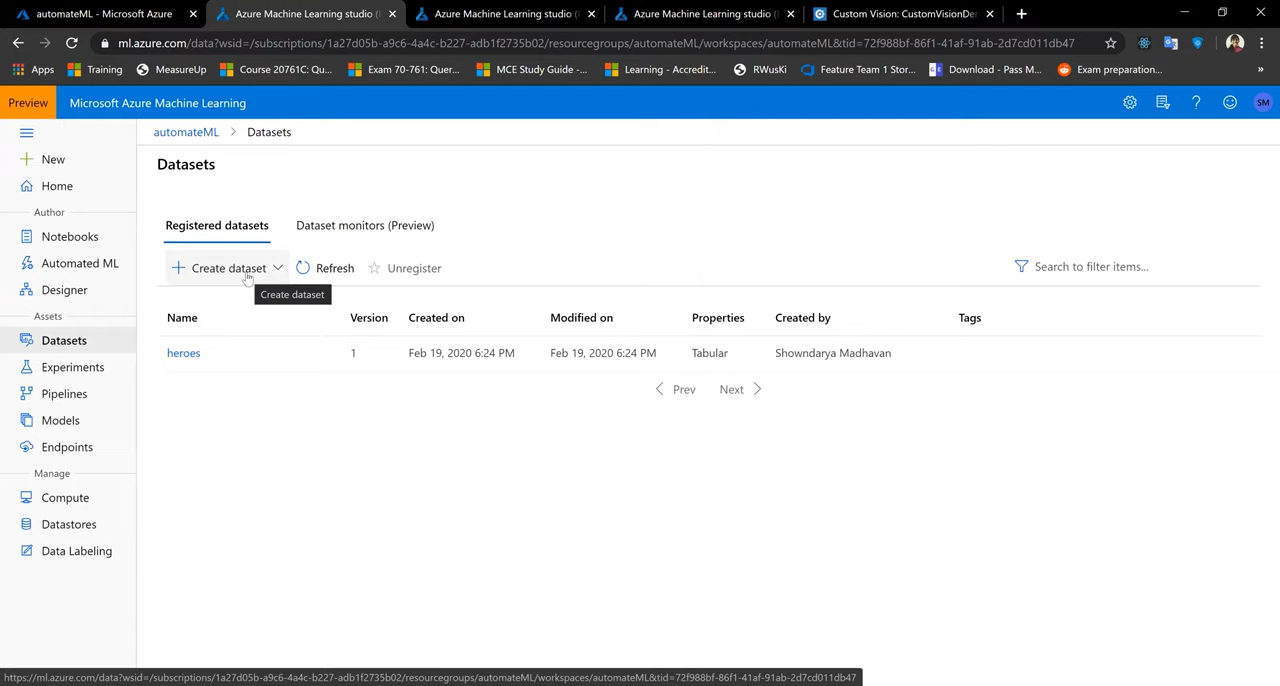 automateML - Microsoft Azure
Azure Machine Learning studio (
Azure Machine Learning studio (
Azure Machine Learning studio (
Custom Vision: CustomVisionDer
ml.azure.com/data?wsid=/subscriptions/1a27d05b-a9c6-4a4c-b227-adb1f2735b02/resourcegroups/automateML/workspaces/automateML&tid=72f988bf-86f1-41af-91ab-2d7cd011db47
Apps
Training
MeasureUp
Course 20761C: Qu...
Exam 70-761: Quer...
MCE Study Guide -...
Learning - Accredit...
RWusKi
Feature Team 1 Stor...
Download - Pass M...
Exam preparation...
»
Preview
Microsoft Azure Machine Learning
SM
automateML > Datasets
New
Home
Author
Notebooks
Automated ML
Designer
Assets
Datasets
Experiments
Pipelines
Models
Endpoints
Manage
Compute
Datastores
Data Labeling
Datasets
Registered datasets
Dataset monitors (Preview)
Create dataset
Refresh
Unregister
Search to filter items...
Create dataset
Name Version Created on Modified on Properties Created by Tags
heroes 1 Feb 19, 2020 6:24 PM Feb 19, 2020 6:24 PM Tabular Showndarya Madhavan
Prev Next
https://ml.azure.com/data?wsid=/subscriptions/1a27d05b-a9c6-4a4c-b227-adb1f2735b02/resourcegroups/automateML/workspaces/automateML&tid=72f988bf-86f1-41af-91ab-2d7cd011db47